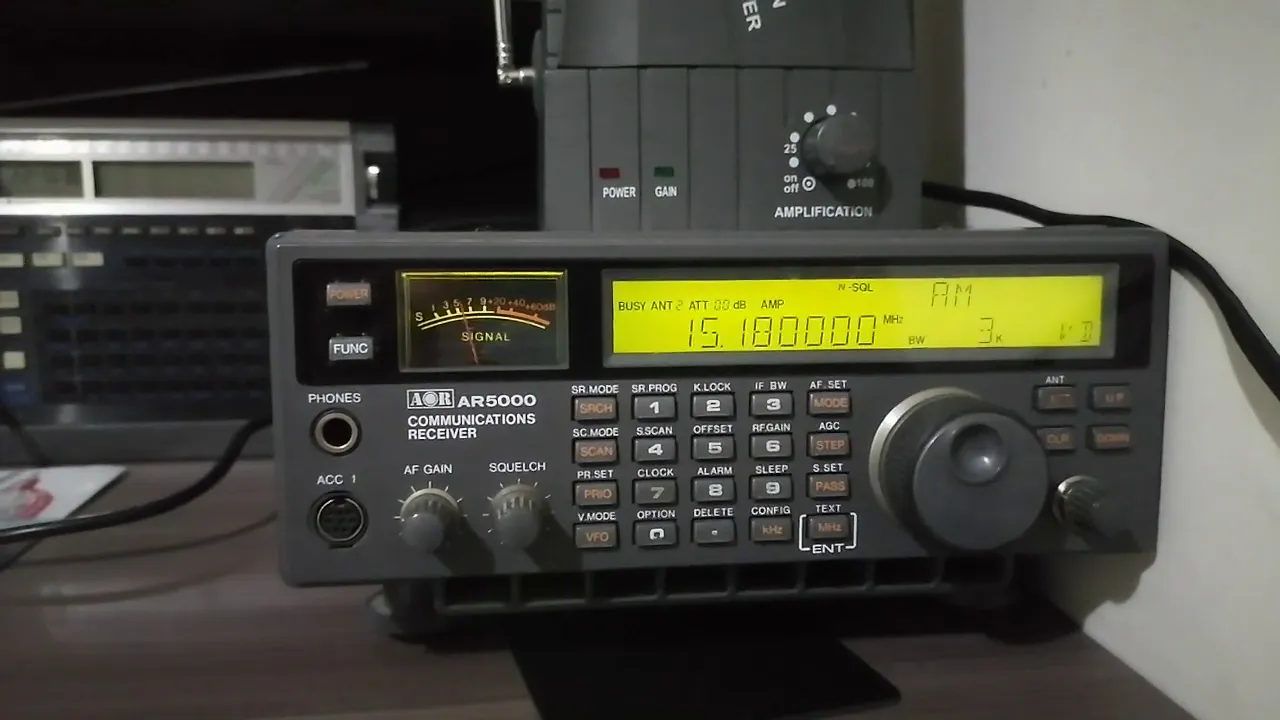 ER
25
on
off
100
POWER
GAIN
AMPLIFICATION
POWER
FUNC
S 1 3 5 7 9 +20 +40 +60dB
SIGNAL
N-SQL
AM
BUSY ANT 2 ATT 00 dB AMP
15.180000 MHz
BW 3 K
PHONES
ACC 1
AOR AR5000
COMMUNICATIONS
RECEIVER
AF GAIN
SQUELCH
SR.MODE SR.PROG K.LOCK IF BW AF.SET
SRCH 1 2 3 MODE
SC.MODE S.SCAN OFFSET RF.GAIN AGC
SCAN 4 5 6 STEP
PR.SET CLOCK ALARM SLEEP S.SET
PRIO 7 8 9 PASS
V.MODE OPTION DELETE CONFIG TEXT
VFO 0 . kHz MHz
ENT
ANT
ATT UP
CLR DOWN